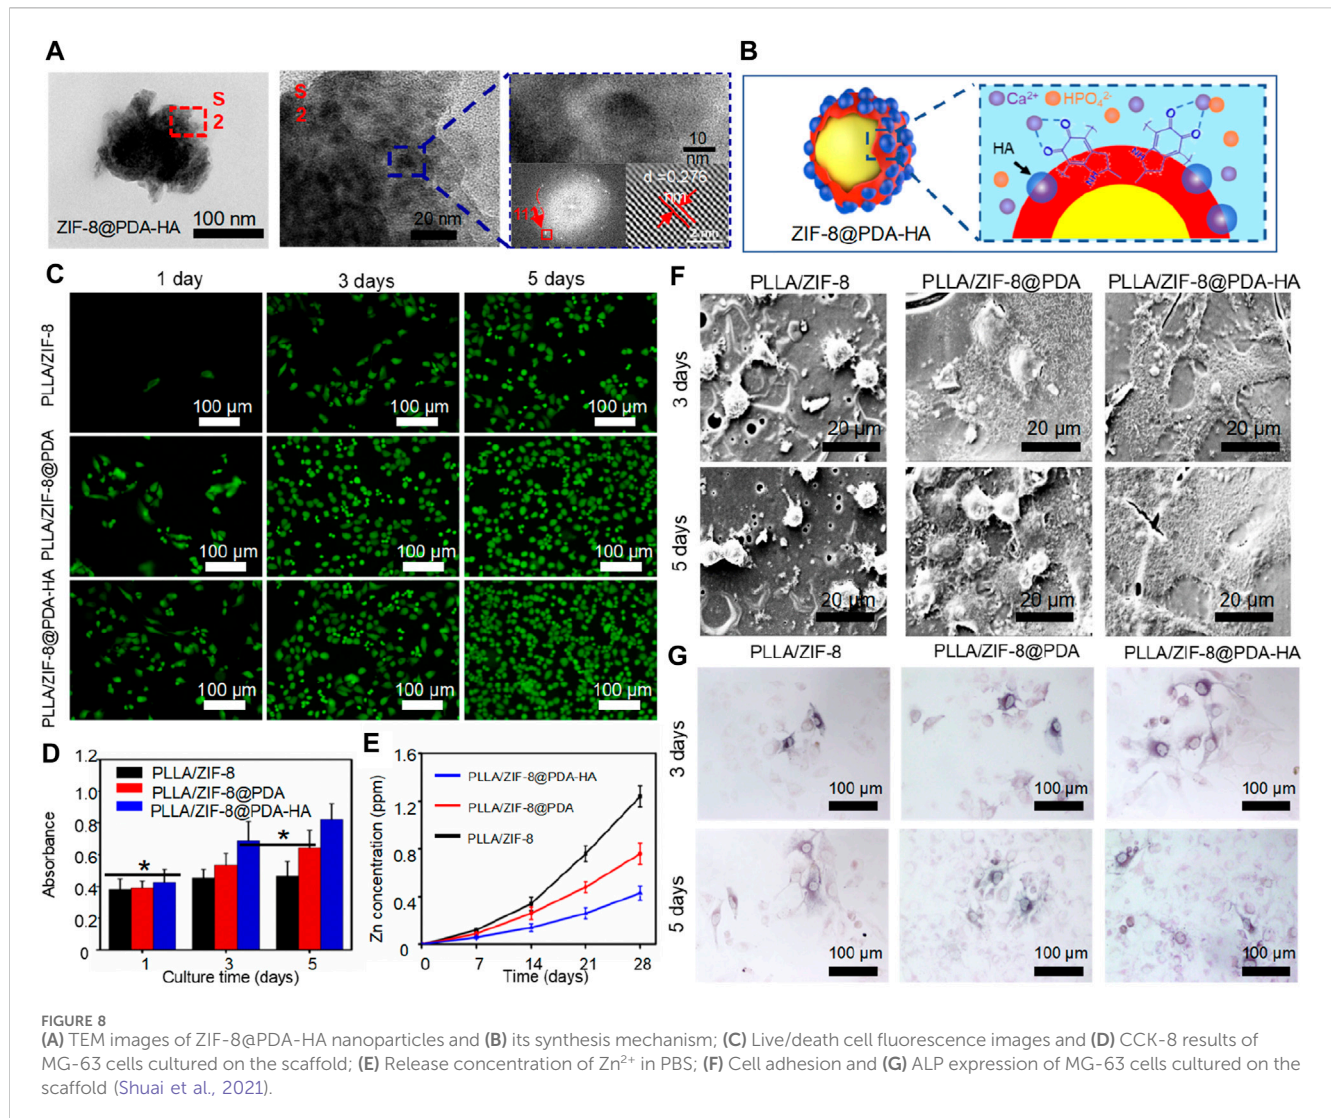 A
S
2
ZIF-8@PDA-HA
100 nm
S
2
20 nm
10
nm
111
d =0.276
nm
2 nm
B
ZIF-8@PDA-HA
Ca²⁺
HPO₄²⁻
HA
C
1 day
3 days
5 days
PLLA/ZIF-8
100 µm
100 µm
100 µm
PLLA/ZIF-8@PDA
100 µm
100 µm
100 µm
PLLA/ZIF-8@PDA-HA
100 µm
100 µm
100 µm
D
1.2
1.0
0.8
0.6
0.4
0.2
0
Absorbance
PLLA/ZIF-8
PLLA/ZIF-8@PDA
PLLA/ZIF-8@PDA-HA
*
*
1
3
5
Culture time (days)
E
1.6
1.2
0.8
0.4
0
Zn concentration (ppm)
PLLA/ZIF-8@PDA-HA
PLLA/ZIF-8@PDA
PLLA/ZIF-8
0
7
14
21
28
Time (days)
F
PLLA/ZIF-8
PLLA/ZIF-8@PDA
PLLA/ZIF-8@PDA-HA
3 days
20 µm
20 µm
20 µm
5 days
20 µm
20 µm
20 µm
G
PLLA/ZIF-8
PLLA/ZIF-8@PDA
PLLA/ZIF-8@PDA-HA
3 days
100 µm
100 µm
100 µm
5 days
100 µm
100 µm
100 µm
FIGURE 8
(A) TEM images of ZIF-8@PDA-HA nanoparticles and (B) its synthesis mechanism; (C) Live/death cell fluorescence images and (D) CCK-8 results of
MG-63 cells cultured on the scaffold; (E) Release concentration of Zn²⁺ in PBS; (F) Cell adhesion and (G) ALP expression of MG-63 cells cultured on the
scaffold (Shuai et al., 2021).